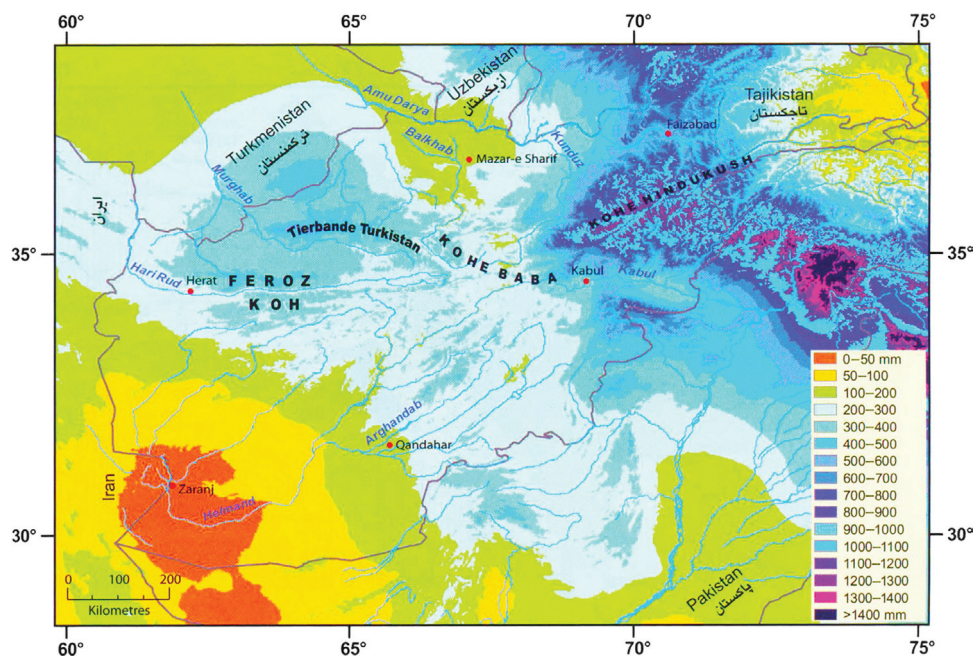 60°
65°
70°
75°
Uzbekistan
ازبکستان
Tajikistan
تاجکستان
Turkmenistan
ترکمنستان
Amu Darya
Balkhab
Mazar-e Sharif
Kunduz
Faizabad
Murghab
KOHE HINDUKUSH
ایران
35°
35°
Tierbande Turkistan
KOHE BABA
Hari Rud
Herat
FEROZ
KOH
Kabul
Kabul
Arghandab
Qandahar
Iran
Zaranj
Helmand
30°
30°
Pakistan
پاکستان
0 100 200
Kilometres
0–50 mm
50–100
100–200
200–300
300–400
400–500
500–600
600–700
700–800
800–900
900–1000
1000–1100
1100–1200
1200–1300
1300–1400
>1400 mm
60°
65°
70°
75°